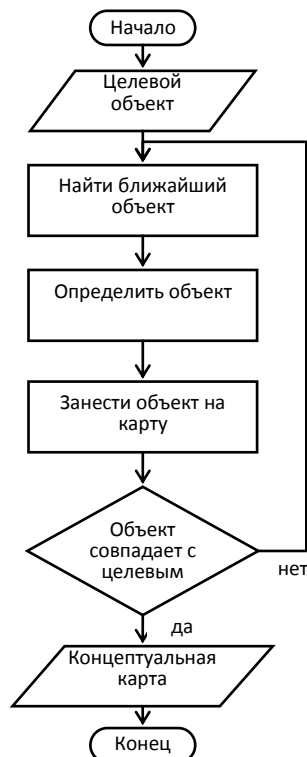 Начало
Целевой
объект
Найти ближайший
объект
Определить объект
Занести объект на
карту
Объект
совпадает с
целевым
нет
да
Концептуальная
карта
Конец